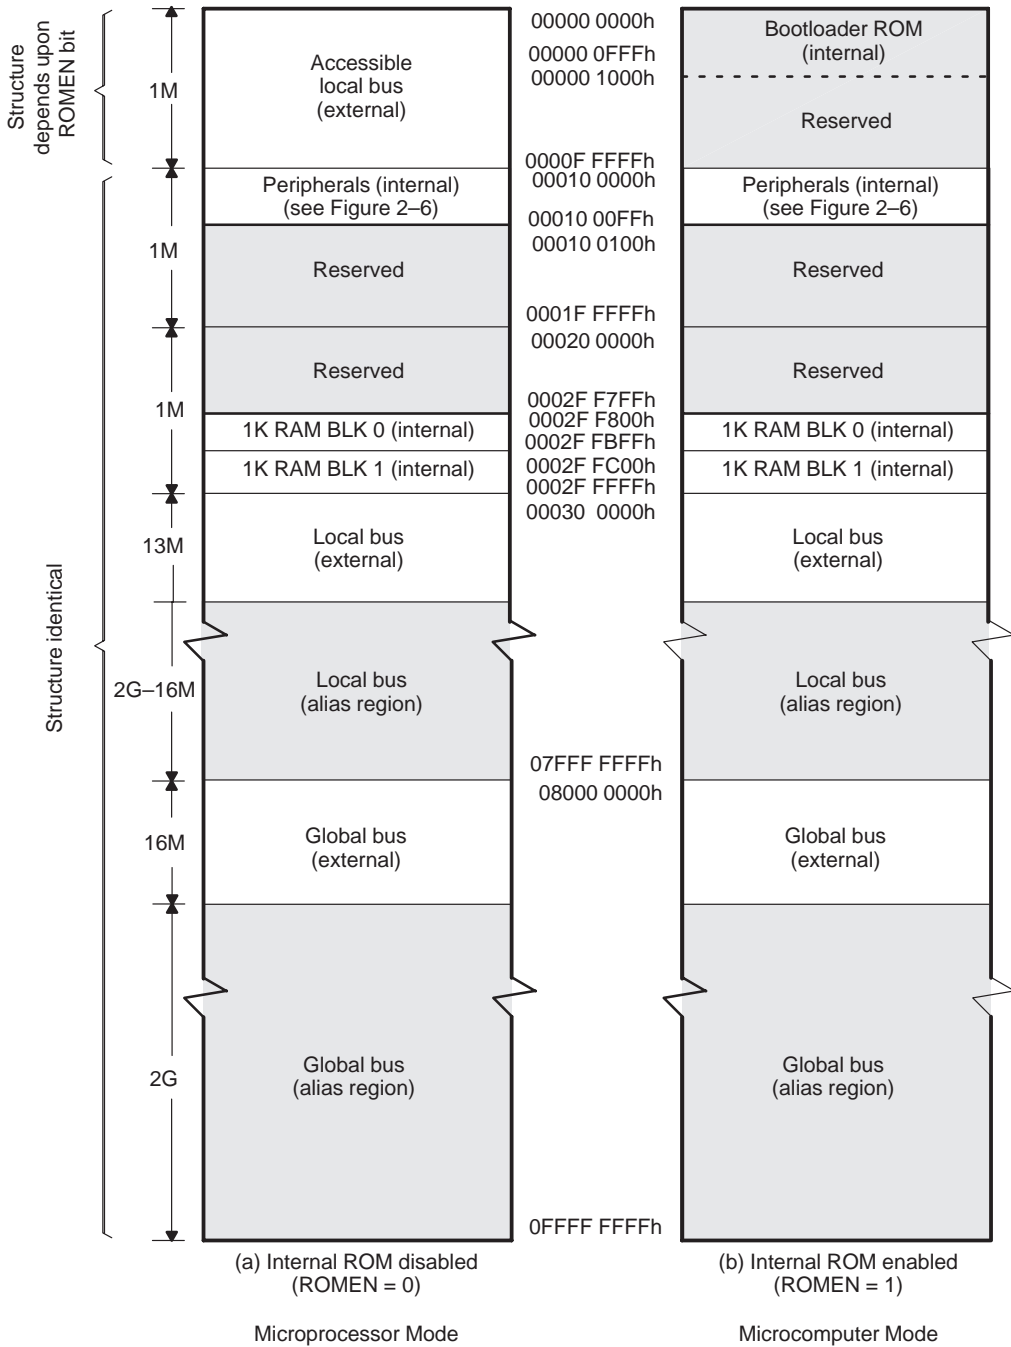 Structure
depends upon
ROMEN bit
Structure identical
1M
1M
1M
13M
2G–16M
16M
2G
Accessible
local bus
(external)
Peripherals (internal)
(see Figure 2–6)
Reserved
Reserved
1K RAM BLK 0 (internal)
1K RAM BLK 1 (internal)
Local bus
(external)
Local bus
(alias region)
Global bus
(external)
Global bus
(alias region)
(a) Internal ROM disabled
(ROMEN = 0)
Microprocessor Mode
00000 0000h
00000 0FFFh
00000 1000h
0000F FFFFh
00010 0000h
00010 00FFh
00010 0100h
0001F FFFFh
00020 0000h
0002F F7FFh
0002F F800h
0002F FBFFh
0002F FC00h
0002F FFFFh
00030 0000h
07FFF FFFFh
08000 0000h
0FFFF FFFFh
Bootloader ROM
(internal)
Reserved
Peripherals (internal)
(see Figure 2–6)
Reserved
Reserved
1K RAM BLK 0 (internal)
1K RAM BLK 1 (internal)
Local bus
(external)
Local bus
(alias region)
Global bus
(external)
Global bus
(alias region)
(b) Internal ROM enabled
(ROMEN = 1)
Microcomputer Mode